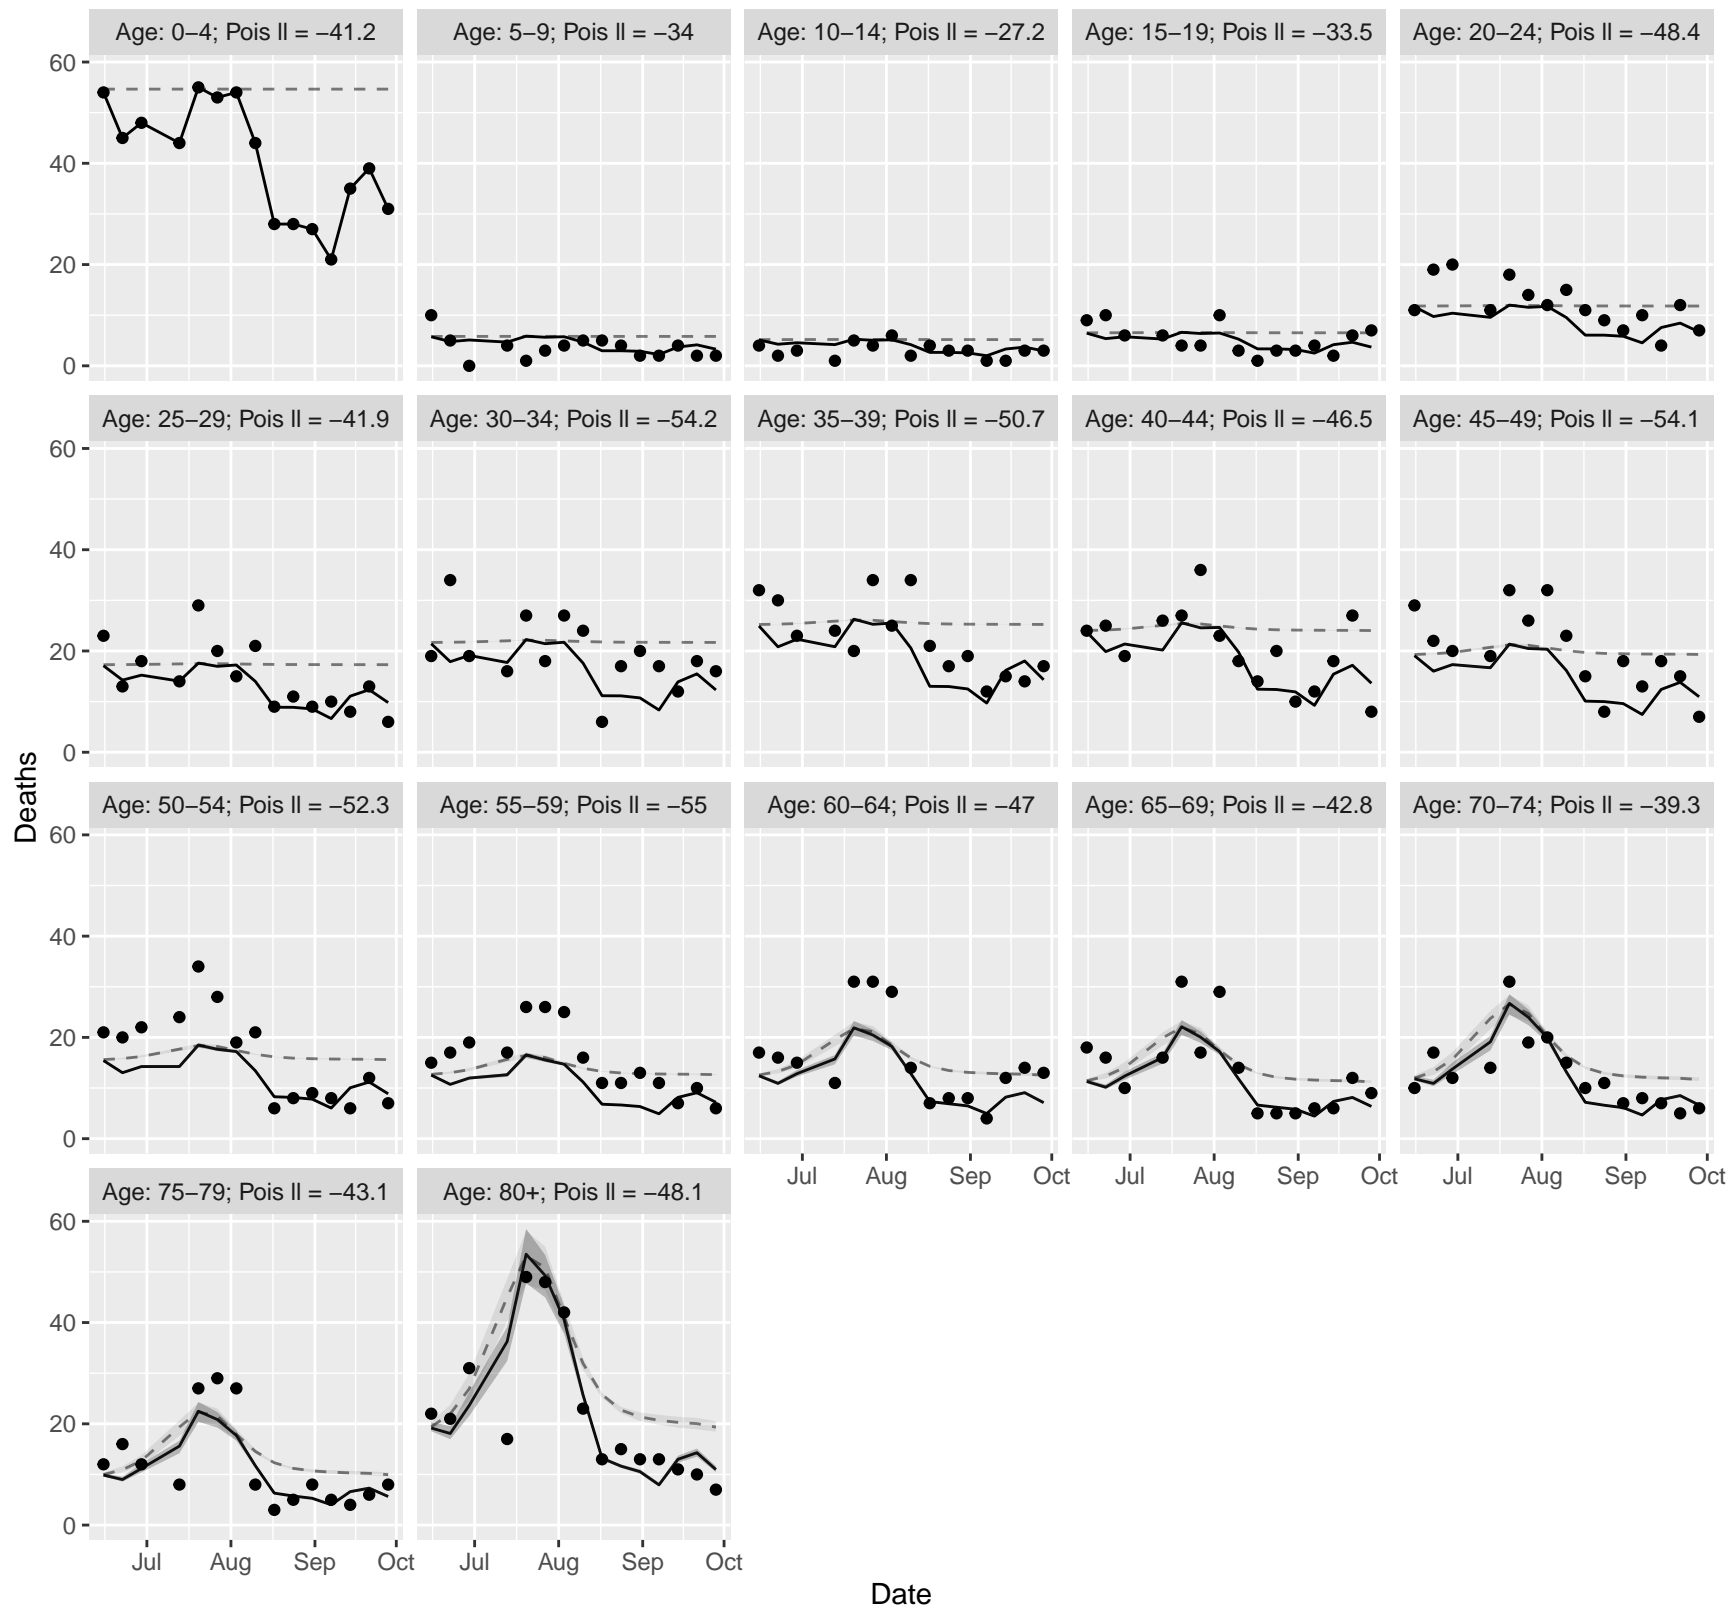 Age: 0−4; Pois ll = −41.2
Age: 5−9; Pois ll = −34
Age: 10−14; Pois ll = −27.2
Age: 15−19; Pois ll = −33.5
Age: 20−24; Pois ll = −48.4
60
40
20
0
Age: 25−29; Pois ll = −41.9
Age: 30−34; Pois ll = −54.2
Age: 35−39; Pois ll = −50.7
Age: 40−44; Pois ll = −46.5
Age: 45−49; Pois ll = −54.1
60
40
20
0
Deaths
Age: 50−54; Pois ll = −52.3
Age: 55−59; Pois ll = −55
Age: 60−64; Pois ll = −47
Age: 65−69; Pois ll = −42.8
Age: 70−74; Pois ll = −39.3
60
40
20
0
Jul Aug Sep Oct
Jul Aug Sep Oct
Jul Aug Sep Oct
Age: 75−79; Pois ll = −43.1
Age: 80+; Pois ll = −48.1
60
40
20
0
Jul Aug Sep Oct
Jul Aug Sep Oct
Date